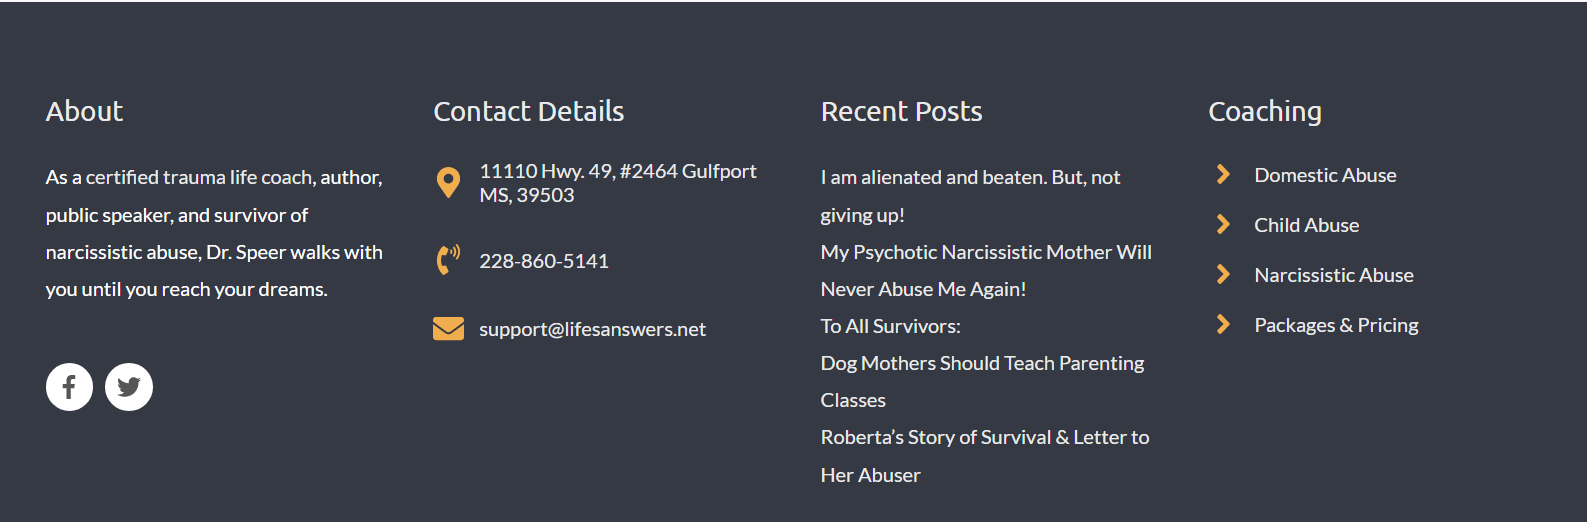 About
As a certified trauma life coach, author,
public speaker, and survivor of
narcissistic abuse, Dr. Speer walks with
you until you reach your dreams.
Contact Details
11110 Hwy. 49, #2464 Gulfport
MS, 39503
228-860-5141
support@lifesanswers.net
Recent Posts
I am alienated and beaten. But, not
giving up!
My Psychotic Narcissistic Mother Will
Never Abuse Me Again!
To All Survivors:
Dog Mothers Should Teach Parenting
Classes
Roberta’s Story of Survival & Letter to
Her Abuser
Coaching
Domestic Abuse
Child Abuse
Narcissistic Abuse
Packages & Pricing